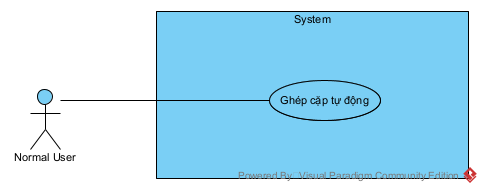 System
Ghép cặp tự động
Normal User
Powered By Visual Paradigm Community Edition